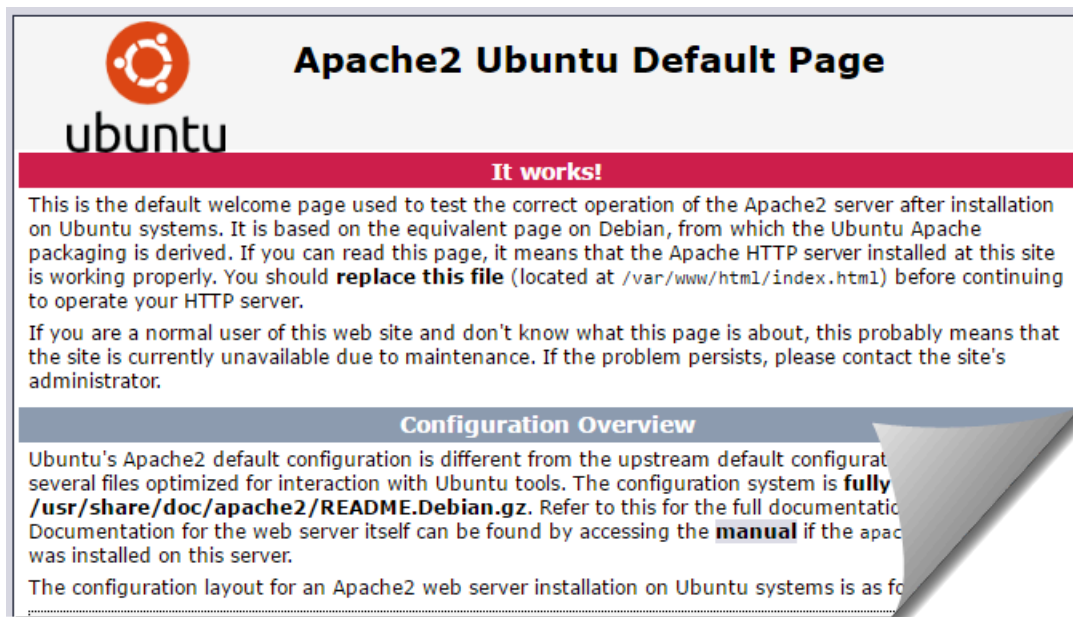 ubuntu
Apache2 Ubuntu Default Page
It works!
This is the default welcome page used to test the correct operation of the Apache2 server after installation
on Ubuntu systems. It is based on the equivalent page on Debian, from which the Ubuntu Apache
packaging is derived. If you can read this page, it means that the Apache HTTP server installed at this site
is working properly. You should replace this file (located at /var/www/html/index.html) before continuing
to operate your HTTP server.
If you are a normal user of this web site and don't know what this page is about, this probably means that
the site is currently unavailable due to maintenance. If the problem persists, please contact the site's
administrator.
Configuration Overview
Ubuntu's Apache2 default configuration is different from the upstream default configurat
several files optimized for interaction with Ubuntu tools. The configuration system is fully
/usr/share/doc/apache2/README.Debian.gz. Refer to this for the full documentatio
Documentation for the web server itself can be found by accessing the manual if the apac
was installed on this server.
The configuration layout for an Apache2 web server installation on Ubuntu systems is as fo